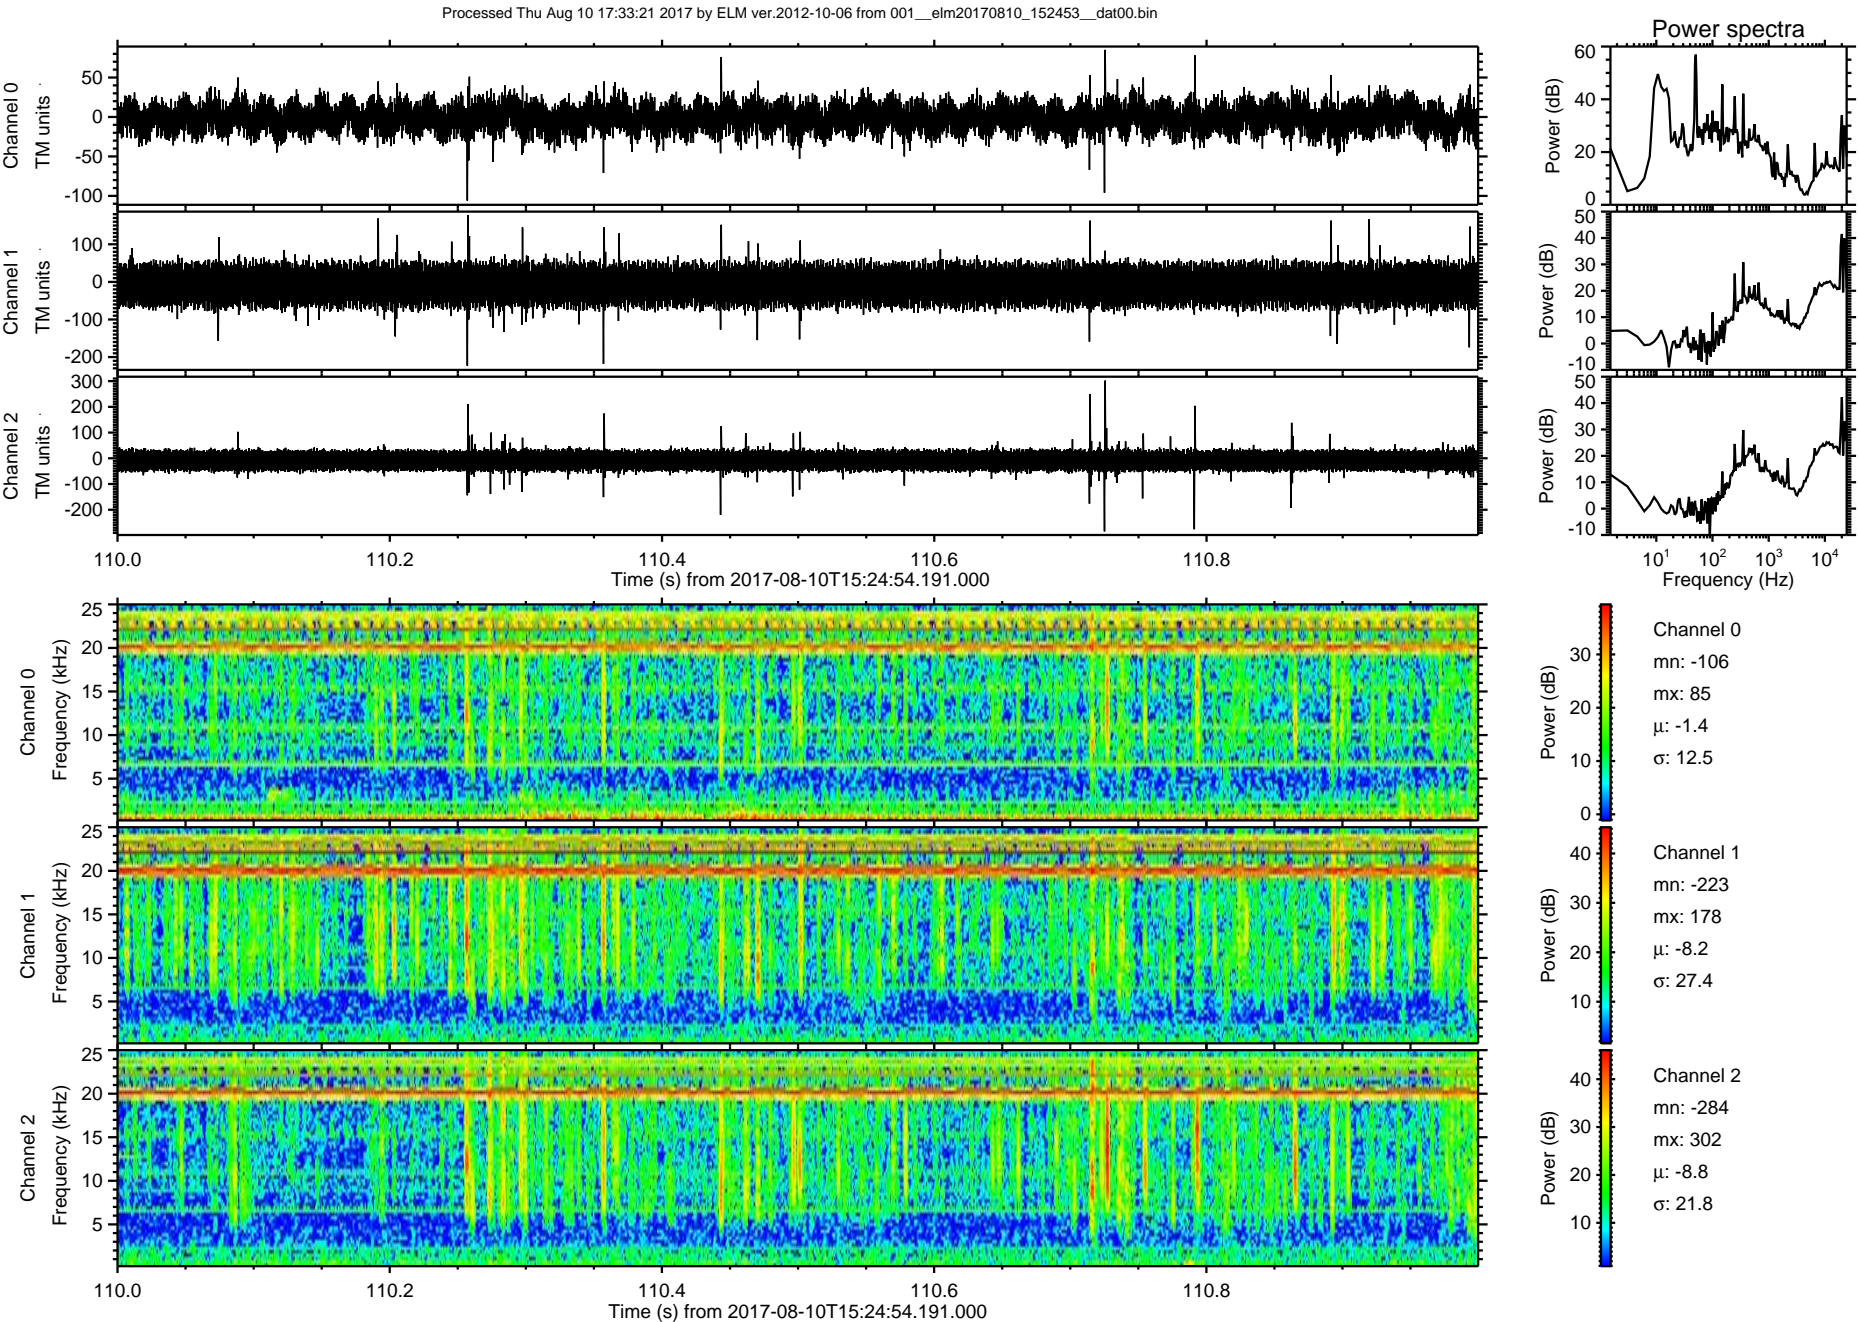 Processed Thu Aug 10 17:33:21 2017 by ELM ver.2012-10-06 from 001__elm20170810_152453__dat00.bin
Power spectra
Channel 0
TM units
50
0
-50
-100
Power (dB)
60
40
20
0
Channel 1
TM units
100
0
-100
-200
Power (dB)
50
40
30
20
10
0
-10
Channel 2
TM units
300
200
100
0
-100
-200
Power (dB)
50
40
30
20
10
0
-10
110.0 110.2 110.4 110.6 110.8
Time (s) from 2017-08-10T15:24:54.191.000
10¹ 10² 10³ 10⁴
Frequency (Hz)
Channel 0
Frequency (kHz)
25
20
15
10
5
Power (dB)
30
20
10
0
Channel 0
mn: -106
mx: 85
μ: -1.4
σ: 12.5
Channel 1
Frequency (kHz)
25
20
15
10
5
Power (dB)
40
30
20
10
Channel 1
mn: -223
mx: 178
μ: -8.2
σ: 27.4
Channel 2
Frequency (kHz)
25
20
15
10
5
Power (dB)
40
30
20
10
Channel 2
mn: -284
mx: 302
μ: -8.8
σ: 21.8
110.0 110.2 110.4 110.6 110.8
Time (s) from 2017-08-10T15:24:54.191.000